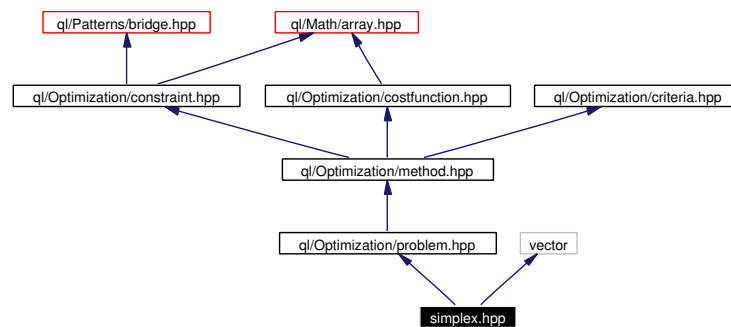 ql/Patterns/bridge.hpp
ql/Math/array.hpp
ql/Optimization/constraint.hpp
ql/Optimization/costfunction.hpp
ql/Optimization/criteria.hpp
ql/Optimization/method.hpp
ql/Optimization/problem.hpp
vector
simplex.hpp